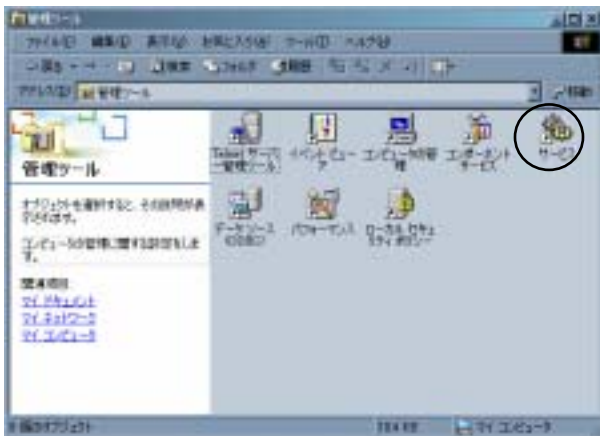 管理ツール
ファイル(F) 編集(E) 表示(V) お気に入り(A) ツール(T) ヘルプ(H)
戻る 検索 フォルダ 履歴
アドレス(D) 管理ツール 移動
管理ツール
オブジェクトを選択すると、その説明が表示されます。
コンピュータの管理に関する設定をします。
関連項目
マイ ドキュメント
マイ ネットワーク
マイ コンピュータ
Telnet サーバー管理ツール
イベント ビューア
コンピュータの管理
コンポーネント サービス
サービス
データ ソース (ODBC)
パフォーマンス
ローカル セキュリティ ポリシー
8 個のオブジェクト
マイ コンピュータ